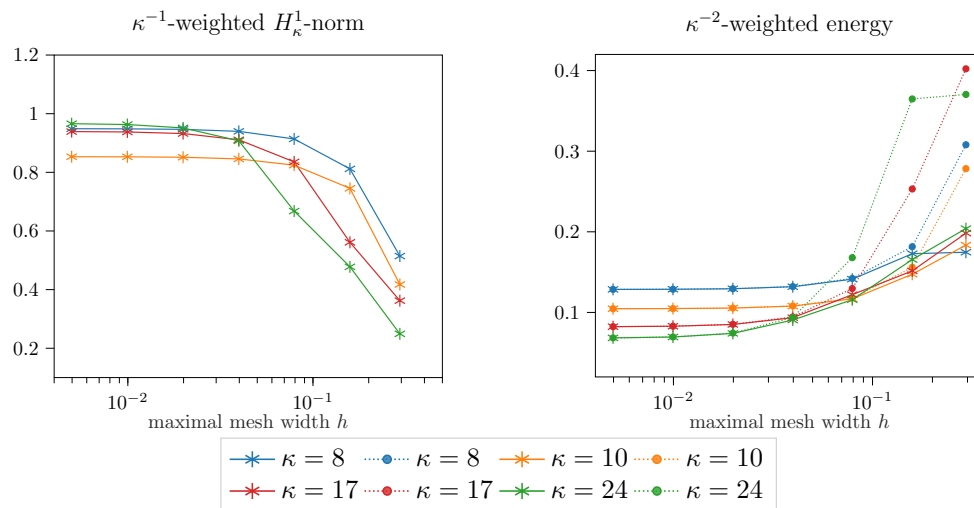 κ⁻¹-weighted H¹κ-norm
1.2
1
0.8
0.6
0.4
0.2
10⁻² 10⁻¹
maximal mesh width h
κ⁻²-weighted energy
0.4
0.3
0.2
0.1
10⁻² 10⁻¹
maximal mesh width h
κ = 8 κ = 8 κ = 10 κ = 10
κ = 17 κ = 17 κ = 24 κ = 24